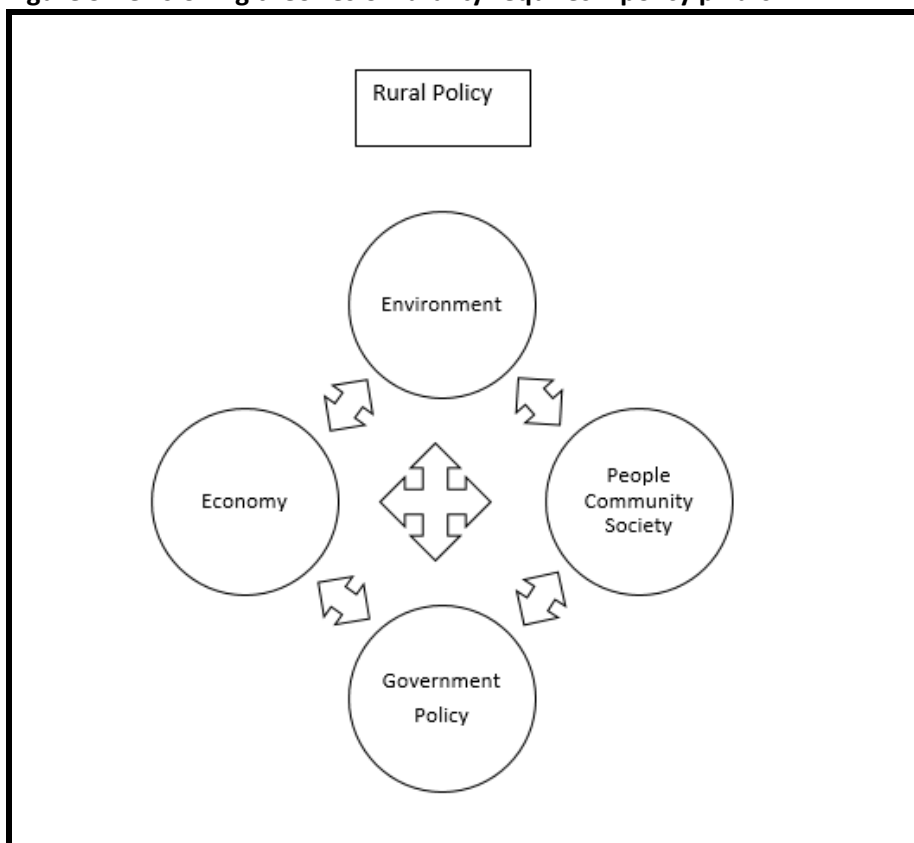 Rural Policy
Environment
Economy
People
Community
Society
Government
Policy